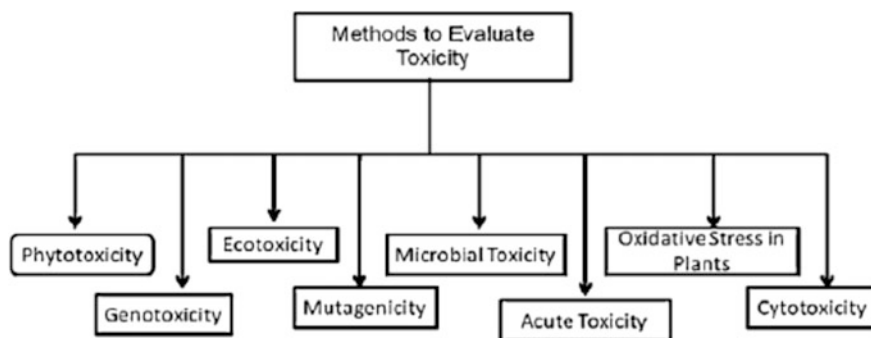 Methods to Evaluate
Toxicity
Phytotoxicity
Genotoxicity
Ecotoxicity
Mutagenicity
Microbial Toxicity
Acute Toxicity
Oxidative Stress in
Plants
Cytotoxicity